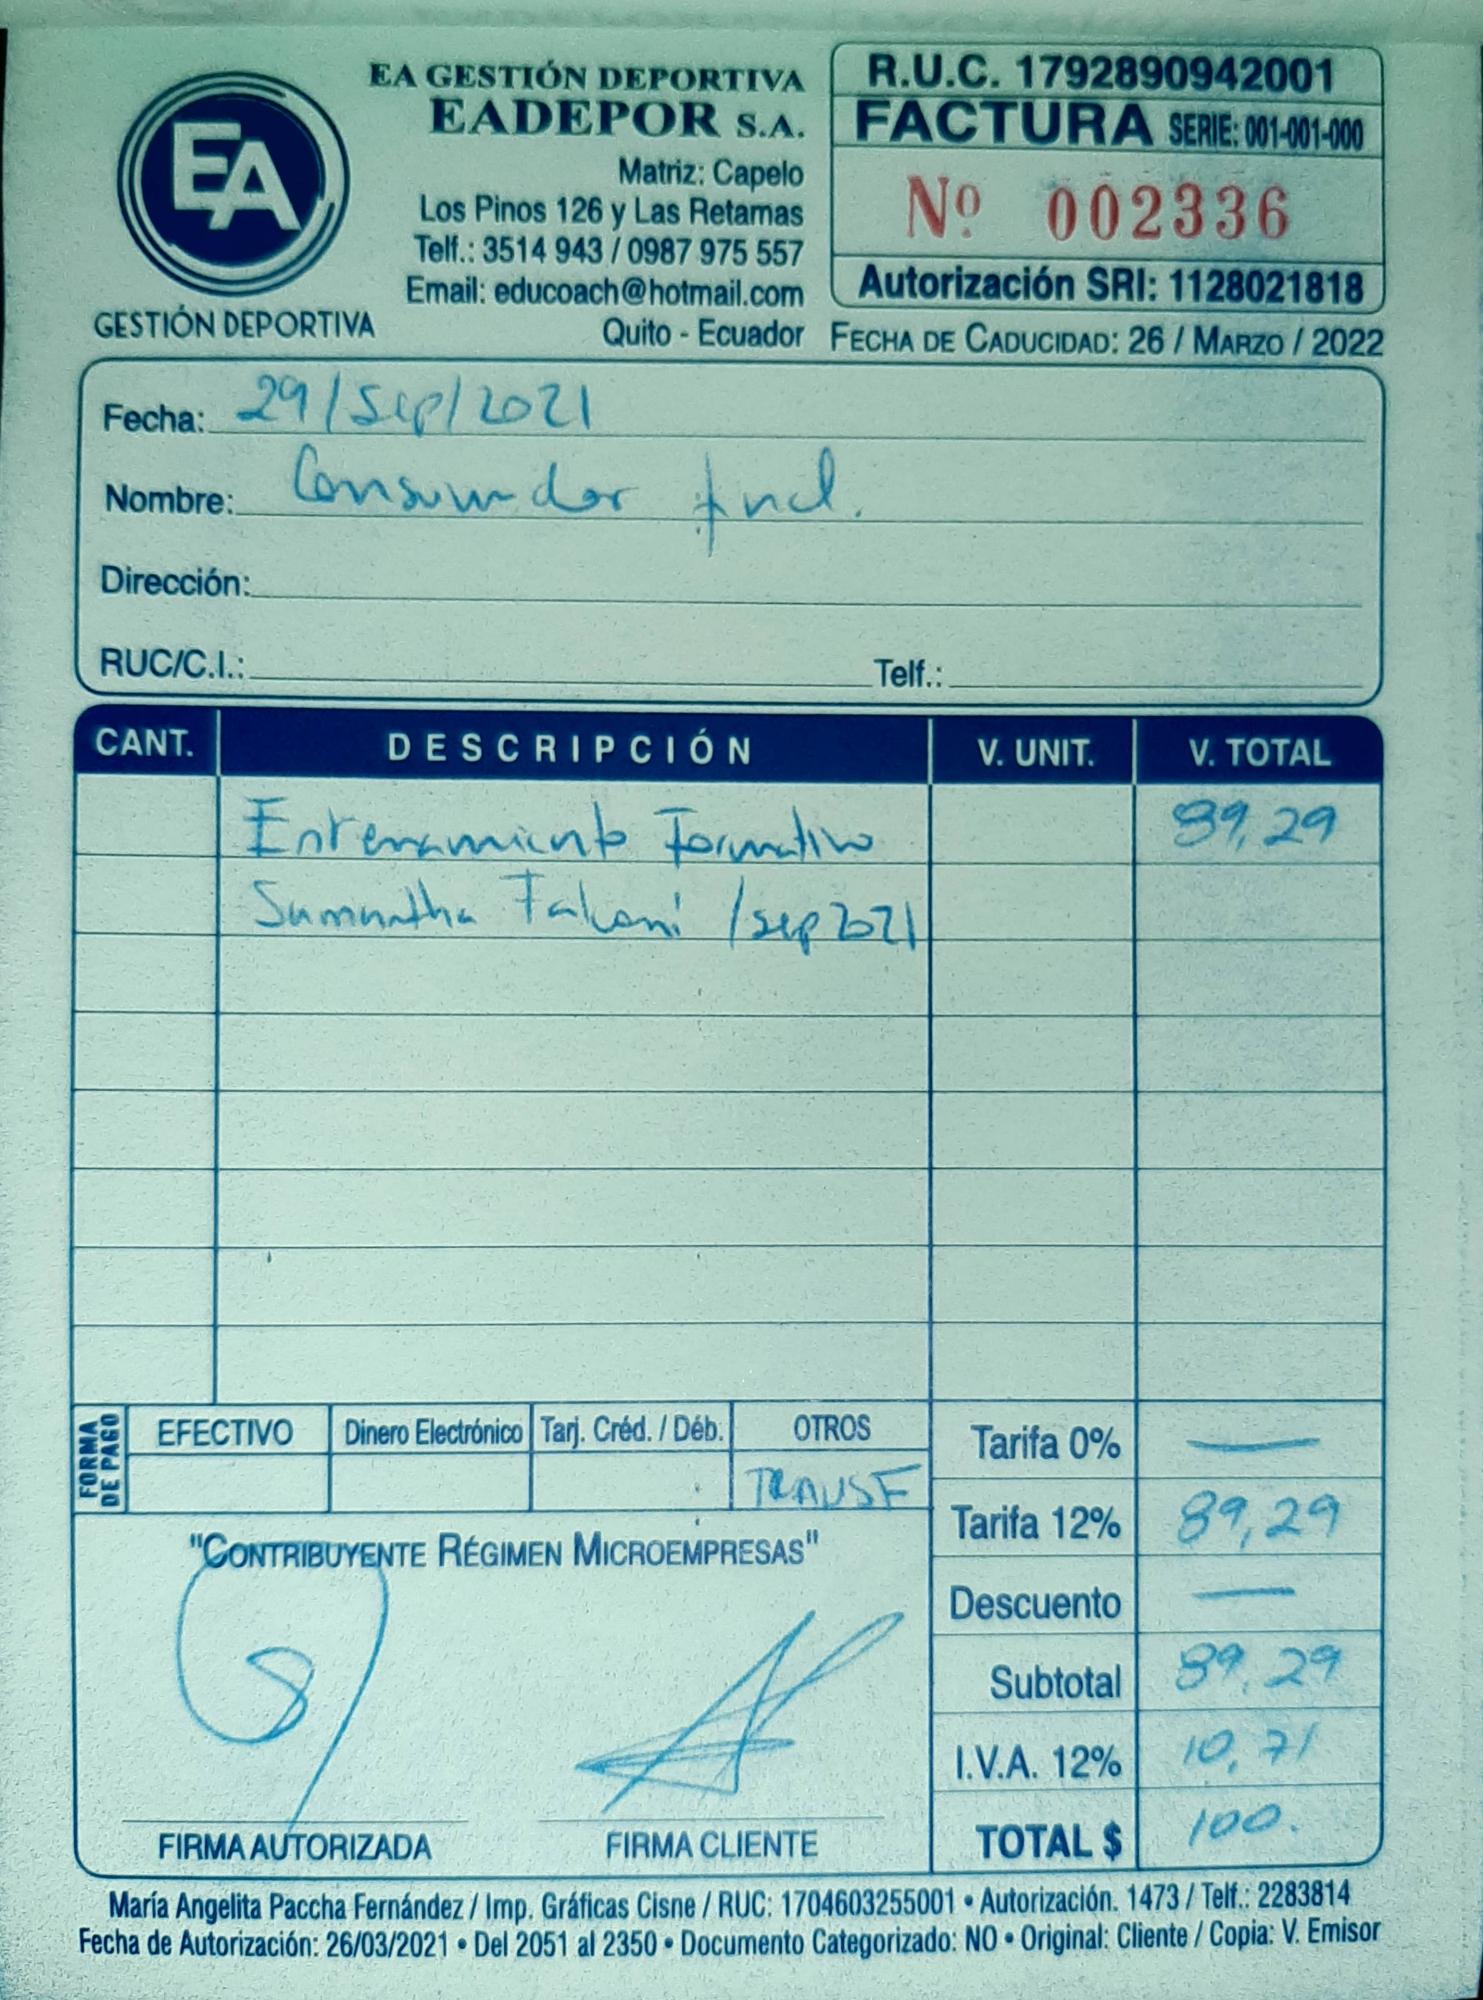 EA
GESTIÓN DEPORTIVA
EA GESTIÓN DEPORTIVA
EADEPOR S.A.
Matriz: Capelo
Los Pinos 126 y Las Retamas
Telf.: 3514 943 / 0987 975 557
Email: educoach@hotmail.com
Quito - Ecuador
R.U.C. 1792890942001
FACTURA SERIE: 001-001-000
Nº 002336
Autorización SRI: 1128021818
FECHA DE CADUCIDAD: 26 / MARZO / 2022
Fecha: 29/Sep/2021
Nombre: Consumidor final.
Dirección:
RUC/C.I.: Telf.:
CANT. DESCRIPCIÓN V. UNIT. V. TOTAL
Entrenamiento Formativo 89,29
Samantha Falconi /sep 2021
FORMA DE PAGO
EFECTIVO Dinero Electrónico Tarj. Créd. / Déb. OTROS
TRANSF
Tarifa 0% —
Tarifa 12% 89,29
Descuento —
Subtotal 89,29
I.V.A. 12% 10,71
TOTAL $ 100.
"CONTRIBUYENTE RÉGIMEN MICROEMPRESAS"
FIRMA AUTORIZADA FIRMA CLIENTE
María Angelita Paccha Fernández / Imp. Gráficas Cisne / RUC: 1704603255001 • Autorización. 1473 / Telf.: 2283814
Fecha de Autorización: 26/03/2021 • Del 2051 al 2350 • Documento Categorizado: NO • Original: Cliente / Copia: V. Emisor